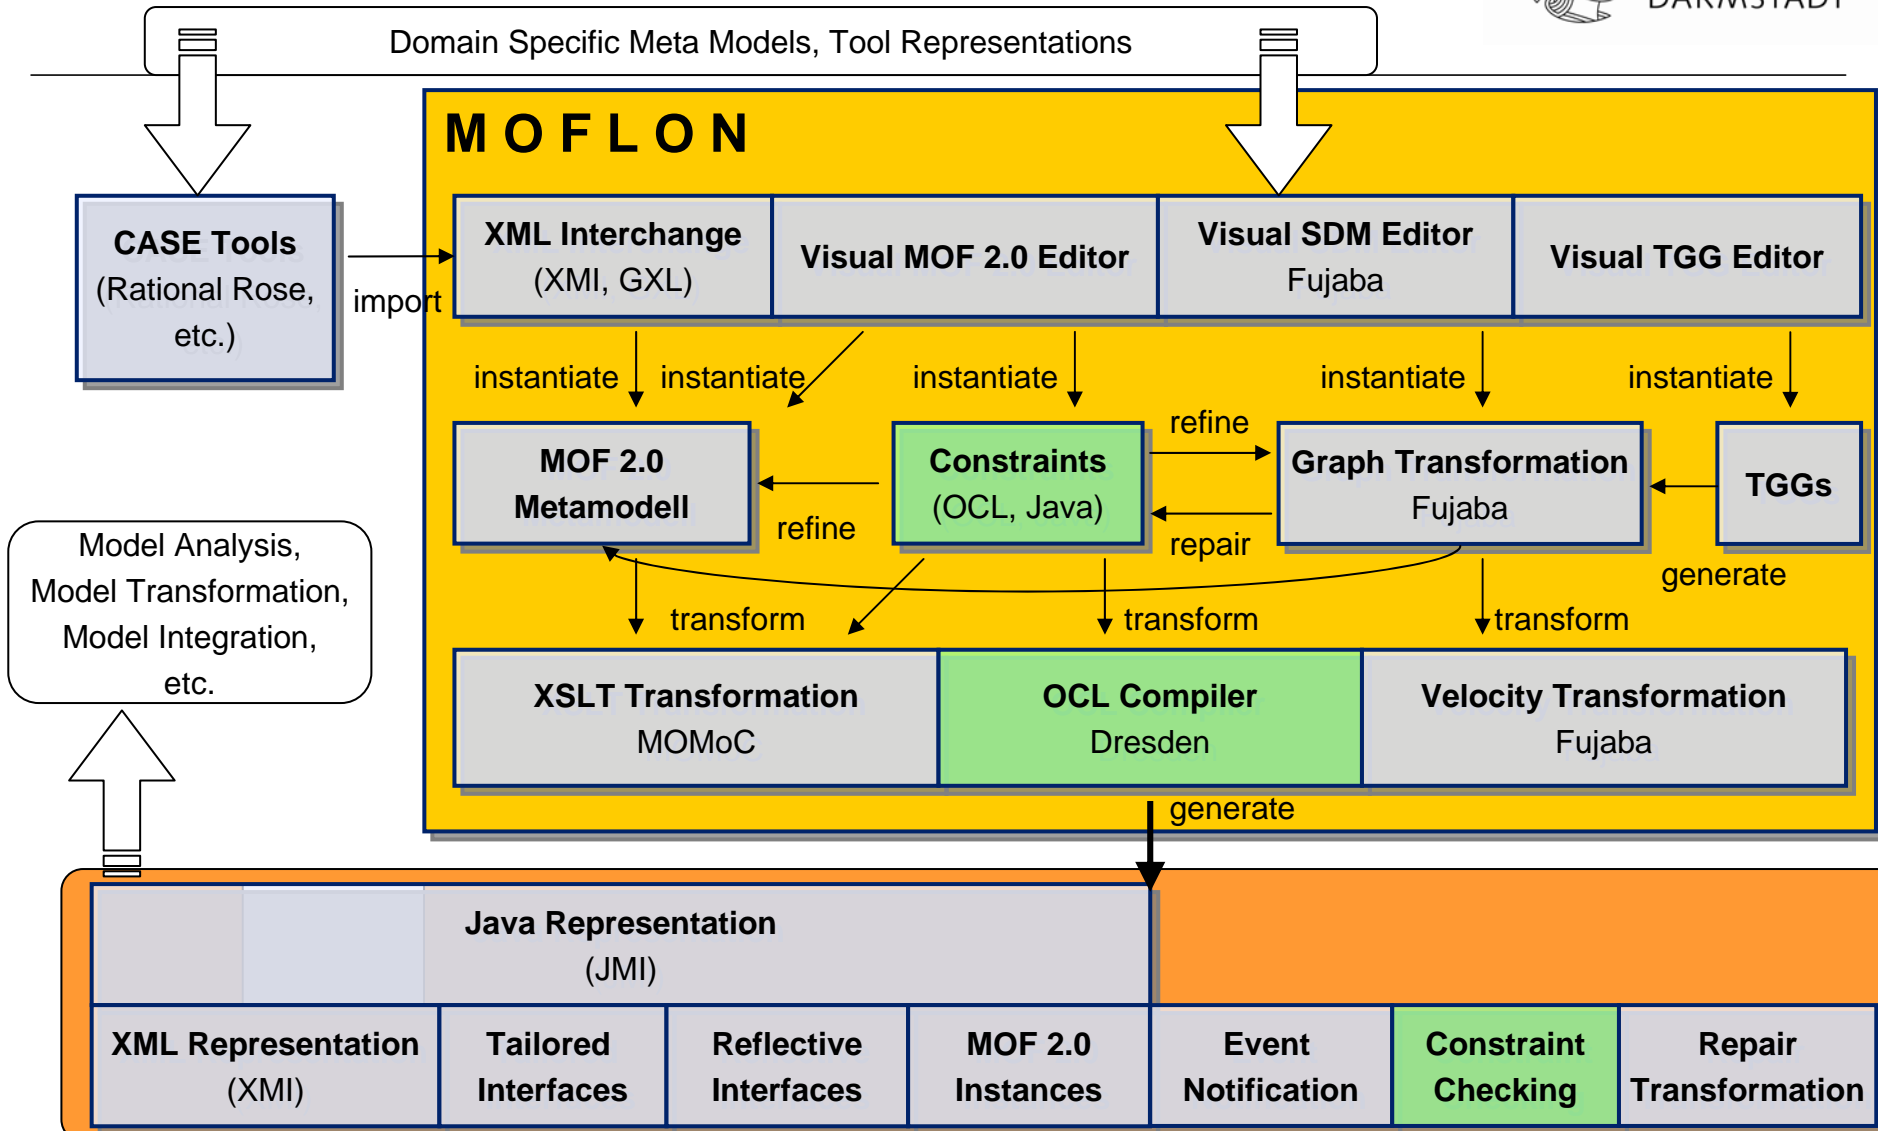 DARMSTADT
Domain Specific Meta Models, Tool Representations
M O F L O N
CASE Tools
(Rational Rose,
etc.)
import
XML Interchange
(XMI, GXL)
Visual MOF 2.0 Editor
Visual SDM Editor
Fujaba
Visual TGG Editor
instantiate
instantiate
instantiate
instantiate
instantiate
MOF 2.0
Metamodell
refine
Constraints
(OCL, Java)
refine
repair
Graph Transformation
Fujaba
TGGs
generate
Model Analysis,
Model Transformation,
Model Integration,
etc.
transform
transform
transform
XSLT Transformation
MOMoC
OCL Compiler
Dresden
Velocity Transformation
Fujaba
generate
Java Representation
(JMI)
XML Representation
(XMI)
Tailored
Interfaces
Reflective
Interfaces
MOF 2.0
Instances
Event
Notification
Constraint
Checking
Repair
Transformation